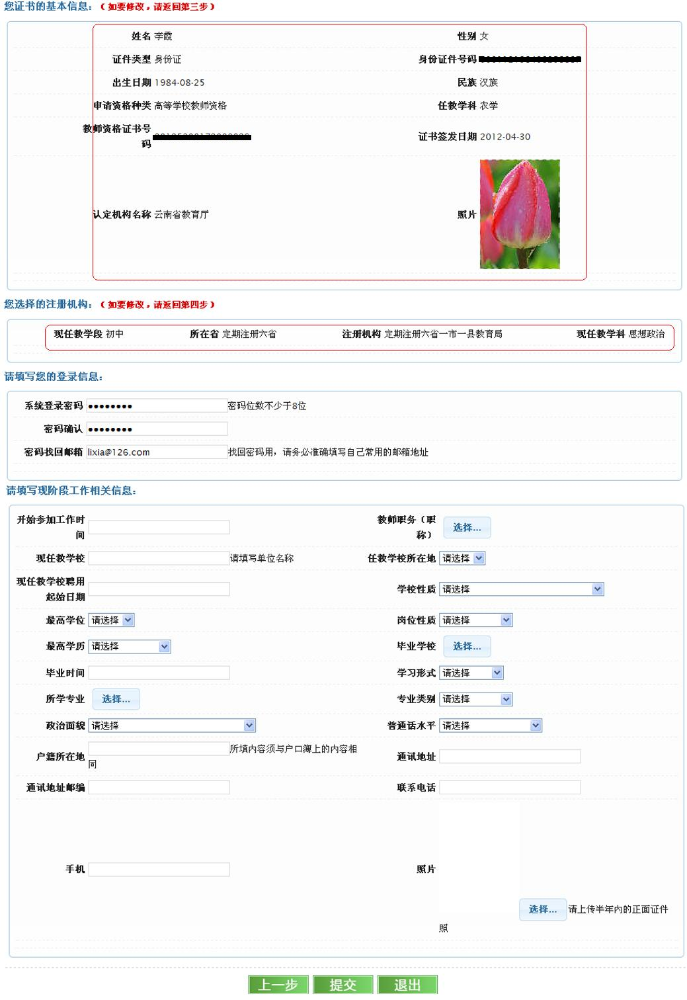 您证书的基本信息：（如要修改，请返回第三步）
姓名 李霞 性别 女
证件类型 身份证 身份证件号码
出生日期 1984-08-25 民族 汉族
申请资格种类 高等学校教师资格 任教学科 农学
教师资格证书号
码 证书签发日期 2012-04-30
认定机构名称 云南省教育厅 照片
您选择的注册机构：（如要修改，请返回第四步）
现任教学段 初中 所在省 定期注册六省 注册机构 定期注册六省一市一县教育局 现任教学科 思想政治
请填写您的登录信息：
系统登录密码 ●●●●●●●● 密码位数不少于8位
密码确认 ●●●●●●●●
密码找回邮箱 lixia@126.com 找回密码用，请务必准确填写自己常用的邮箱地址
请填写现阶段工作相关信息：
开始参加工作时
间 教师职务（职
称） 选择...
现任教学校 请填写单位名称 任教学校所在地 请选择
现任教学校聘用
起始日期 学校性质 请选择
最高学位 请选择 岗位性质 请选择
最高学历 请选择 毕业学校 选择...
毕业时间 学习形式 请选择
所学专业 选择... 专业类别 请选择
政治面貌 请选择 普通话水平 请选择
户籍所在地 所填内容须与户口簿上的内容相
同 通讯地址
通讯地址邮编 联系电话
手机 照片
选择... 请上传半年内的正面证件
照
上一步 提交 退出